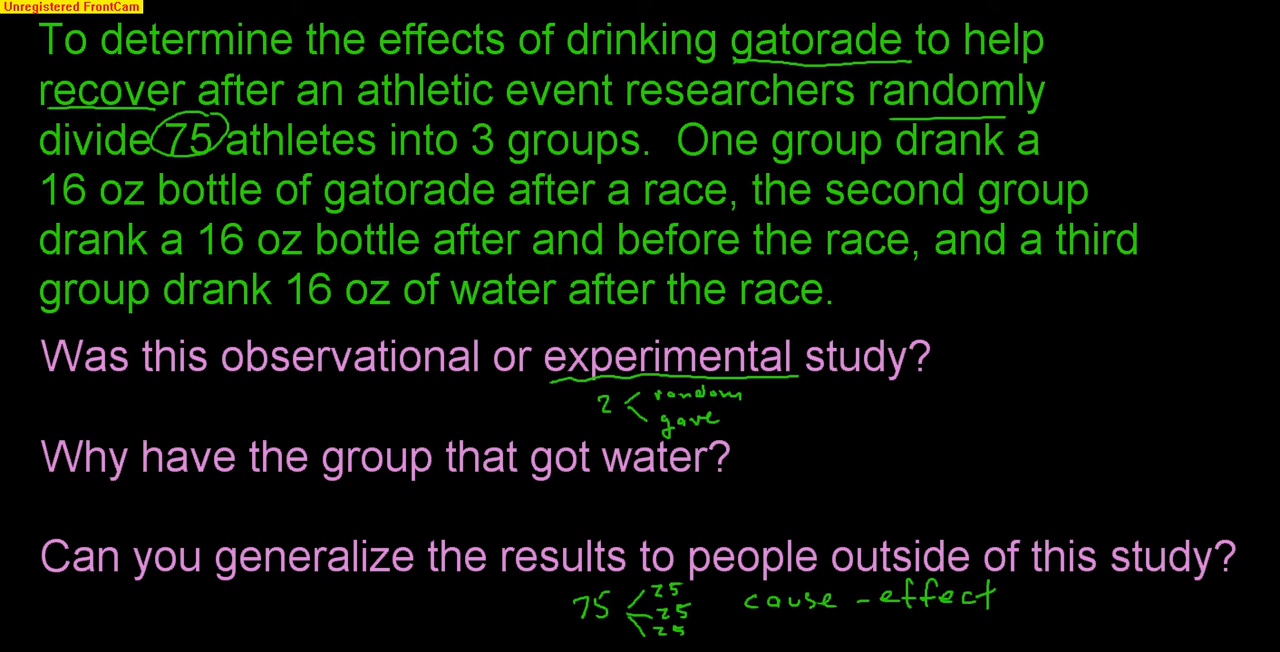 Unregistered FrontCam
To determine the effects of drinking gatorade to help
recover after an athletic event researchers randomly
divide 75 athletes into 3 groups. One group drank a
16 oz bottle of gatorade after a race, the second group
drank a 16 oz bottle after and before the race, and a third
group drank 16 oz of water after the race.
Was this observational or experimental study?
2 < random
gave
Why have the group that got water?
Can you generalize the results to people outside of this study?
75 25 cause - effect
25
25